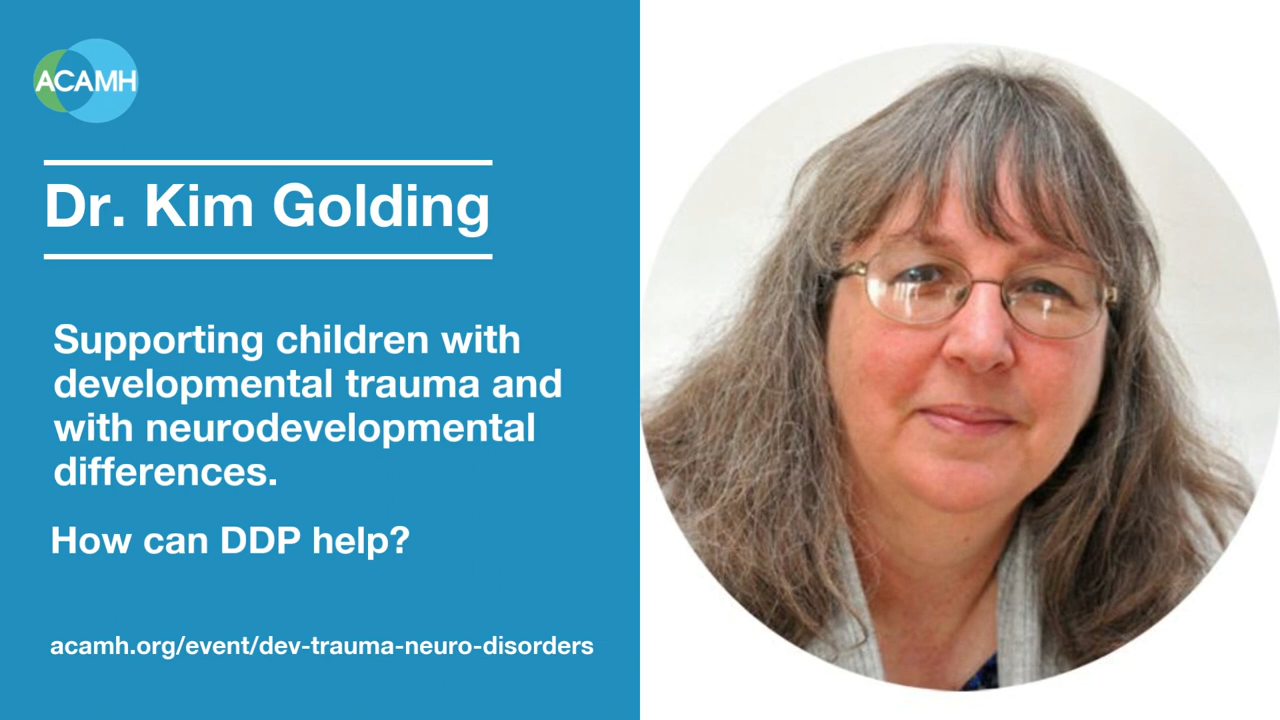 ACAMH
Dr. Kim Golding
Supporting children with
developmental trauma and
with neurodevelopmental
differences.
How can DDP help?
acamh.org/event/dev-trauma-neuro-disorders